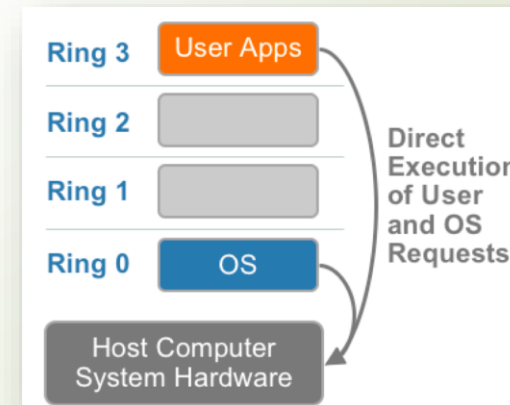 Ring 3
User Apps
Ring 2
Ring 1
Direct
Execution
of User
and OS
Requests
Ring 0
OS
Host Computer
System Hardware